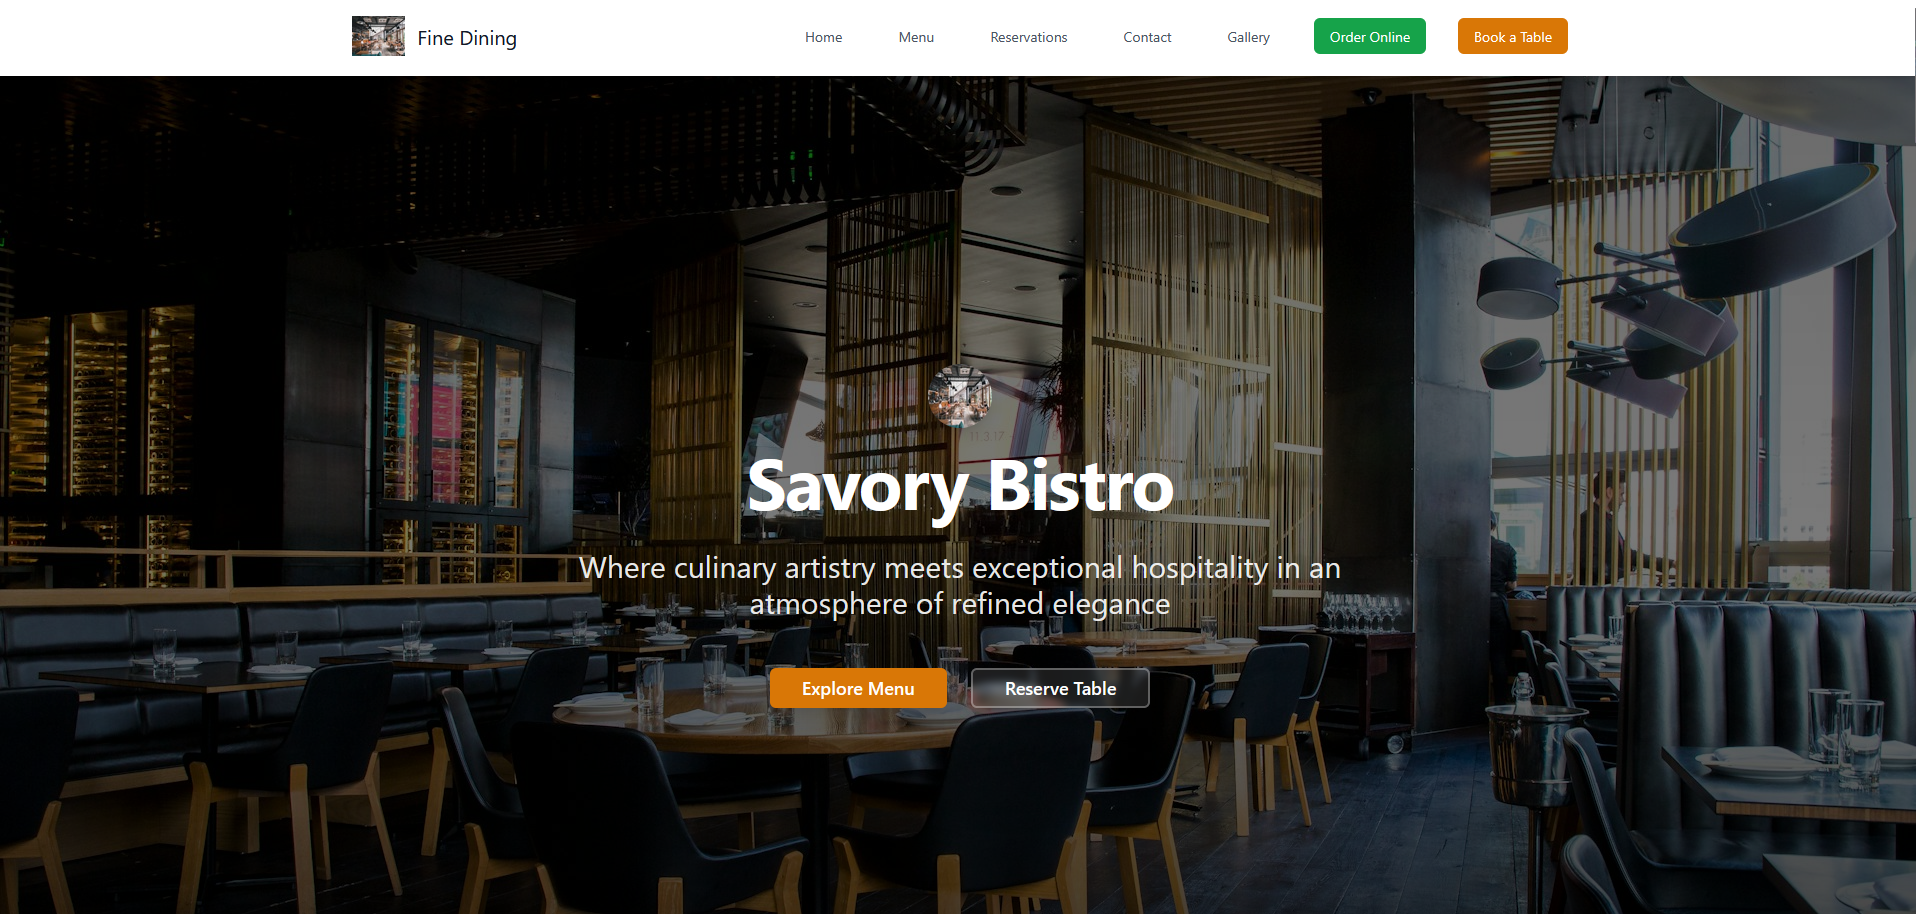 Fine Dining
Home
Menu
Reservations
Contact
Gallery
Order Online
Book a Table
Savory Bistro
Where culinary artistry meets exceptional hospitality in an
atmosphere of refined elegance
Explore Menu
Reserve Table